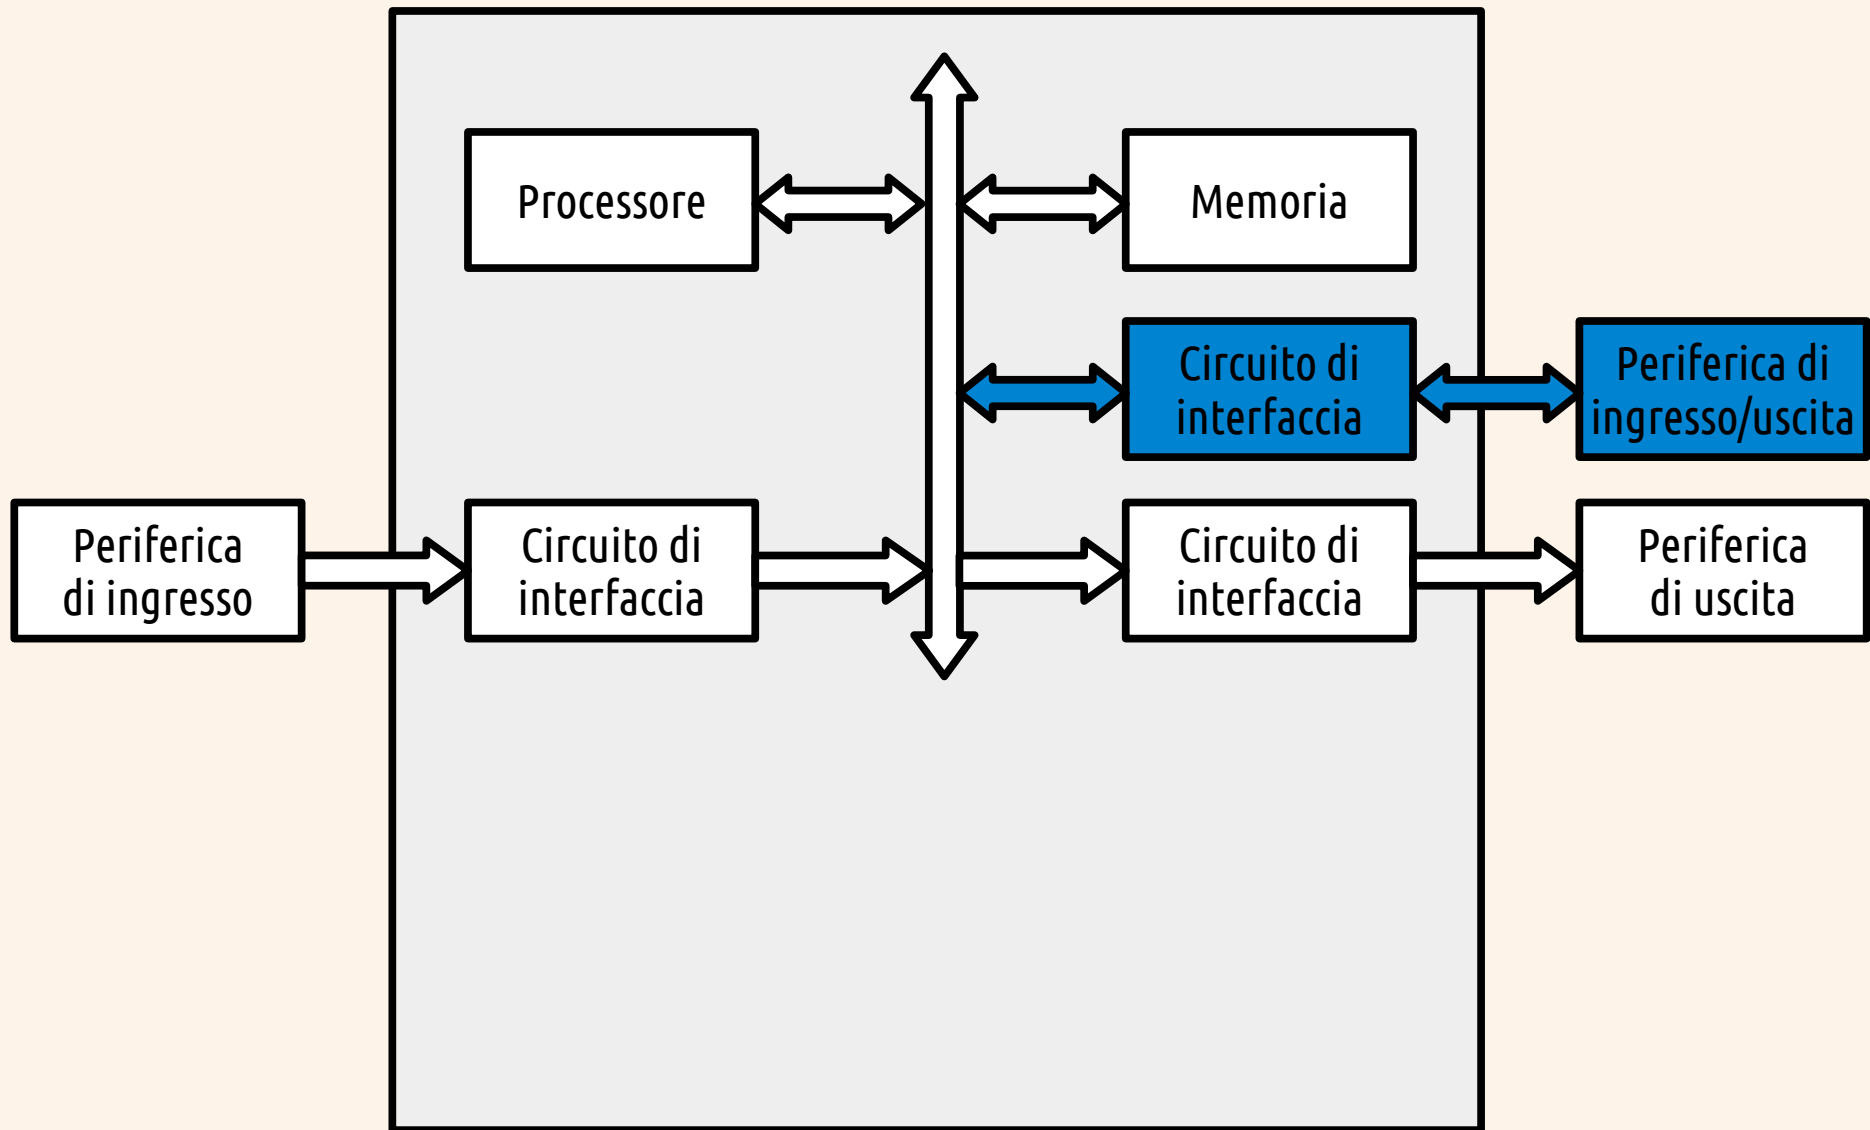 Processore
Memoria
Circuito di
interfaccia
Periferica di
ingresso/uscita
Periferica
di ingresso
Circuito di
interfaccia
Circuito di
interfaccia
Periferica
di uscita